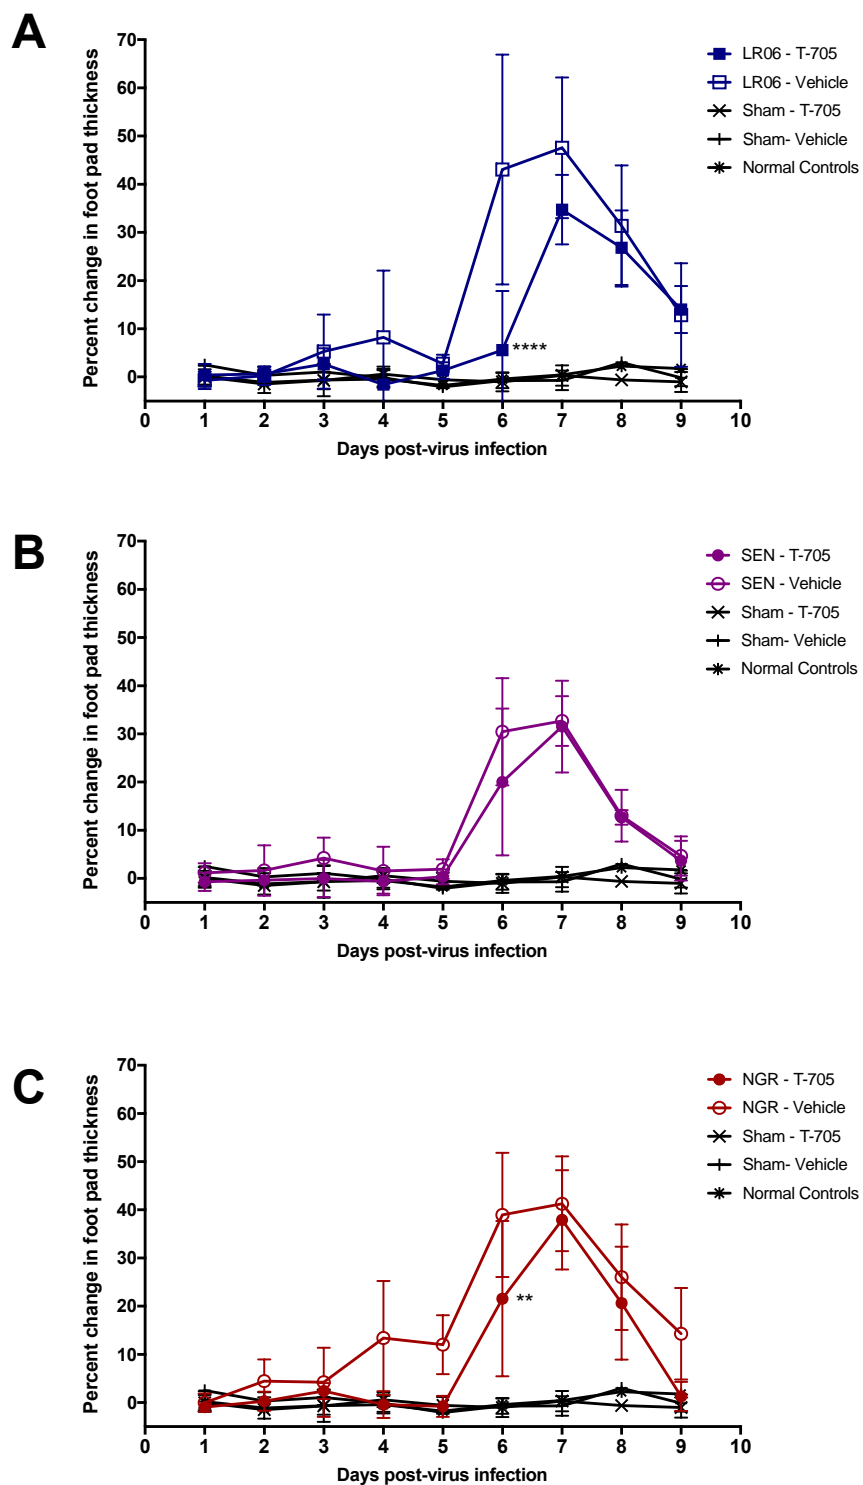 A
Percent change in foot pad thickness
70
60
50
40
30
20
10
0
0 1 2 3 4 5 6 7 8 9 10
Days post-virus infection
****
LR06 - T-705
LR06 - Vehicle
Sham - T-705
Sham- Vehicle
Normal Controls
B
Percent change in foot pad thickness
70
60
50
40
30
20
10
0
0 1 2 3 4 5 6 7 8 9 10
Days post-virus infection
SEN - T-705
SEN - Vehicle
Sham - T-705
Sham- Vehicle
Normal Controls
C
Percent change in foot pad thickness
70
60
50
40
30
20
10
0
0 1 2 3 4 5 6 7 8 9 10
Days post-virus infection
**
NGR - T-705
NGR - Vehicle
Sham - T-705
Sham- Vehicle
Normal Controls